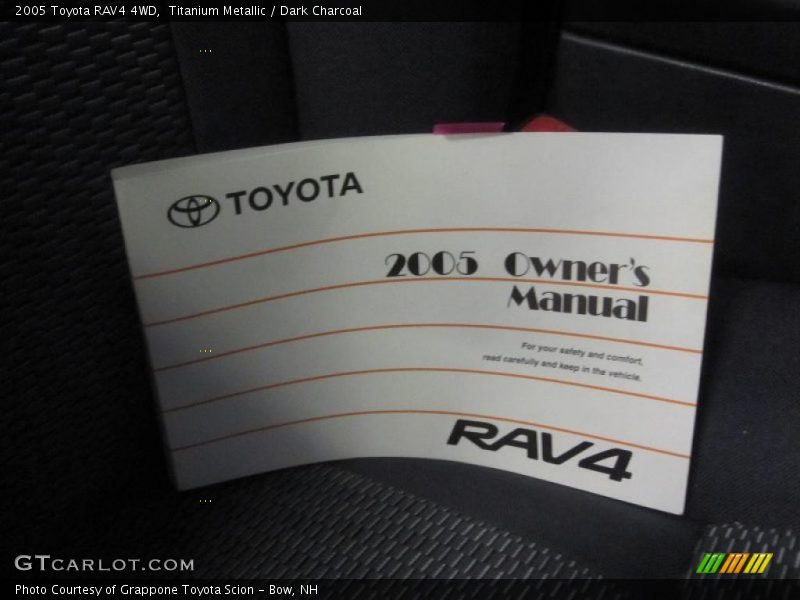 2005 Toyota RAV4 4WD,  Titanium Metallic / Dark Charcoal
TOYOTA
2005 Owner's
Manual
For your safety and comfort,
read carefully and keep in the vehicle.
RAV4
GTCARLOT.COM
Photo Courtesy of Grappone Toyota Scion - Bow, NH